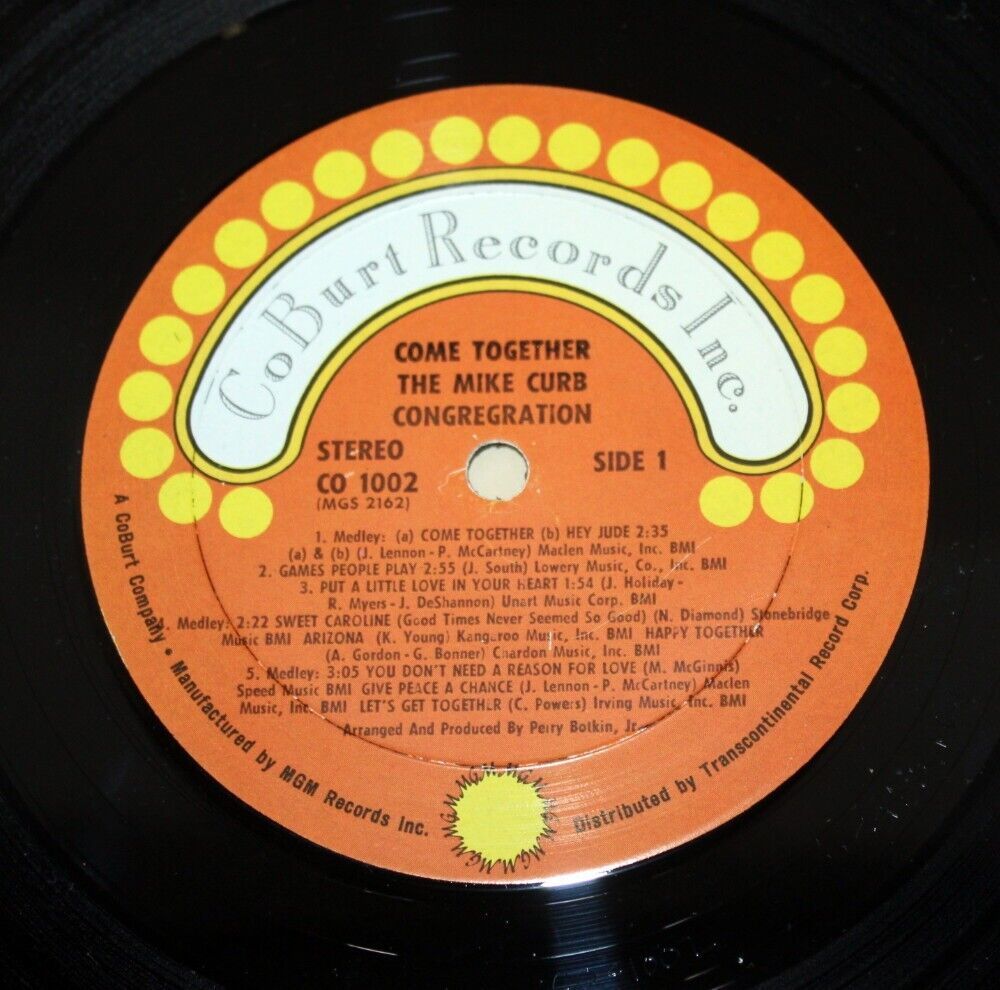 CoBurt Records Inc.
COME TOGETHER
THE MIKE CURB
CONGREGRATION
STEREO
SIDE 1
CO 1002
(MGS 2162)
1. Medley: (a) COME TOGETHER (b) HEY JUDE 2:35
(a) & (b) (J. Lennon - P. McCartney) Maclen Music, Inc. BMI
2. GAMES PEOPLE PLAY 2:55 (J. South) Lowery Music, Co., Inc. BMI
3. PUT A LITTLE LOVE IN YOUR HEART 1:54 (J. Holiday -
R. Myers - J. DeShannon) Unart Music Corp. BMI
Medley: 2:22 SWEET CAROLINE (Good Times Never Seemed So Good) (N. Diamond) Stonebridge
Music BMI ARIZONA (K. Young) Kangaroo Music, Inc. BMI HAPPY TOGETHER
(A. Gordon - G. Bonner) Chardon Music, Inc. BMI
5. Medley: 3:05 YOU DON'T NEED A REASON FOR LOVE (M. McGinnis)
Speed Music BMI GIVE PEACE A CHANCE (J. Lennon - P. McCartney) Maclen
Music, Inc. BMI LET'S GET TOGETHER (C. Powers) Irving Music, Inc. BMI
Arranged And Produced By Perry Botkin, Jr.
A CoBurt Company • Manufactured by MGM Records Inc.
MGM MGM MGM MGM
Distributed by Transcontinental Record Corp.